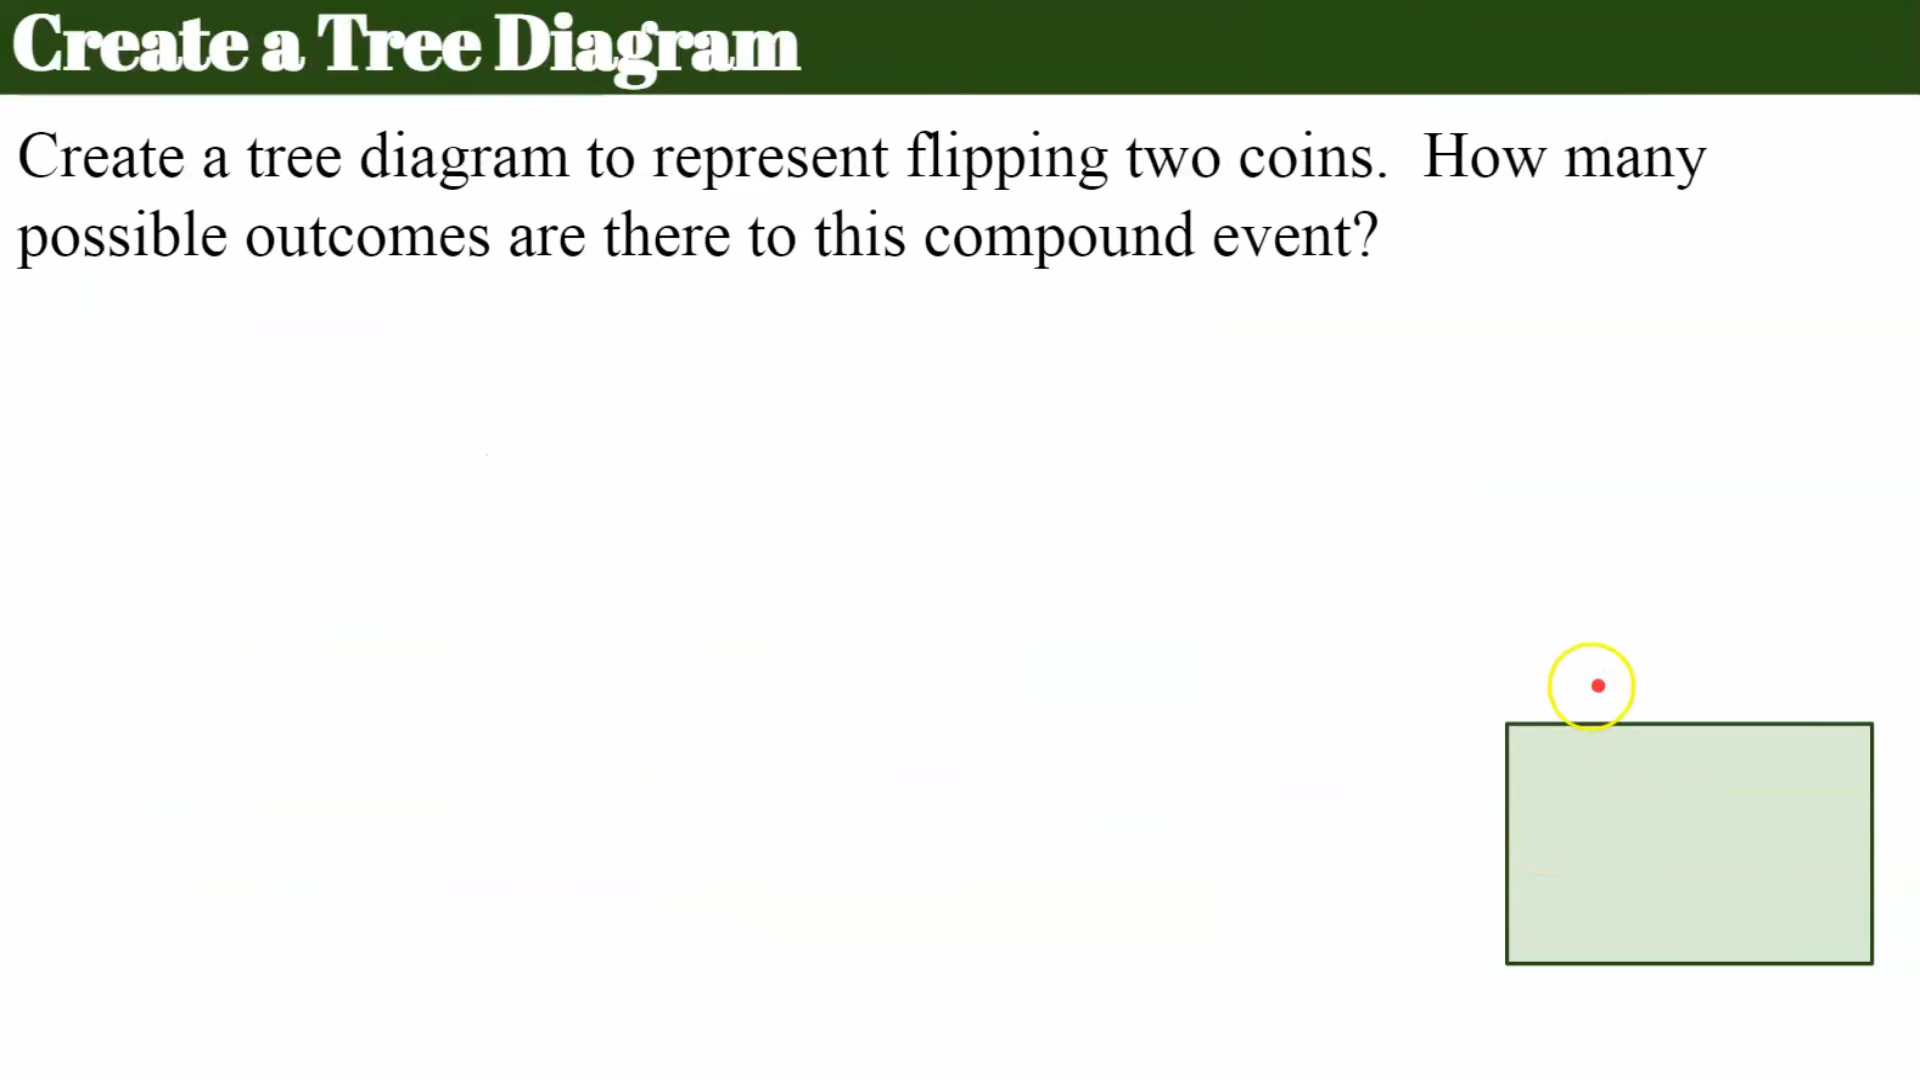 Create a Tree Diagram
Create a tree diagram to represent flipping two coins.  How many
possible outcomes are there to this compound event?